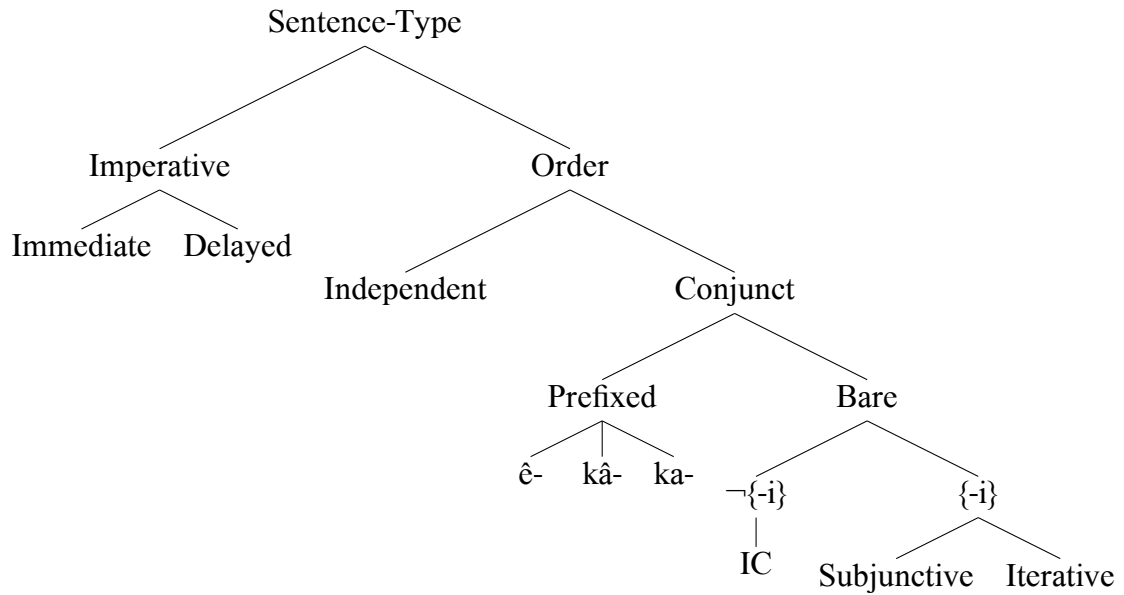 Sentence-Type
Imperative Order
Immediate Delayed
Independent Conjunct
Prefixed Bare
ê- kâ- ka-
¬{-i} {-i}
IC
Subjunctive Iterative